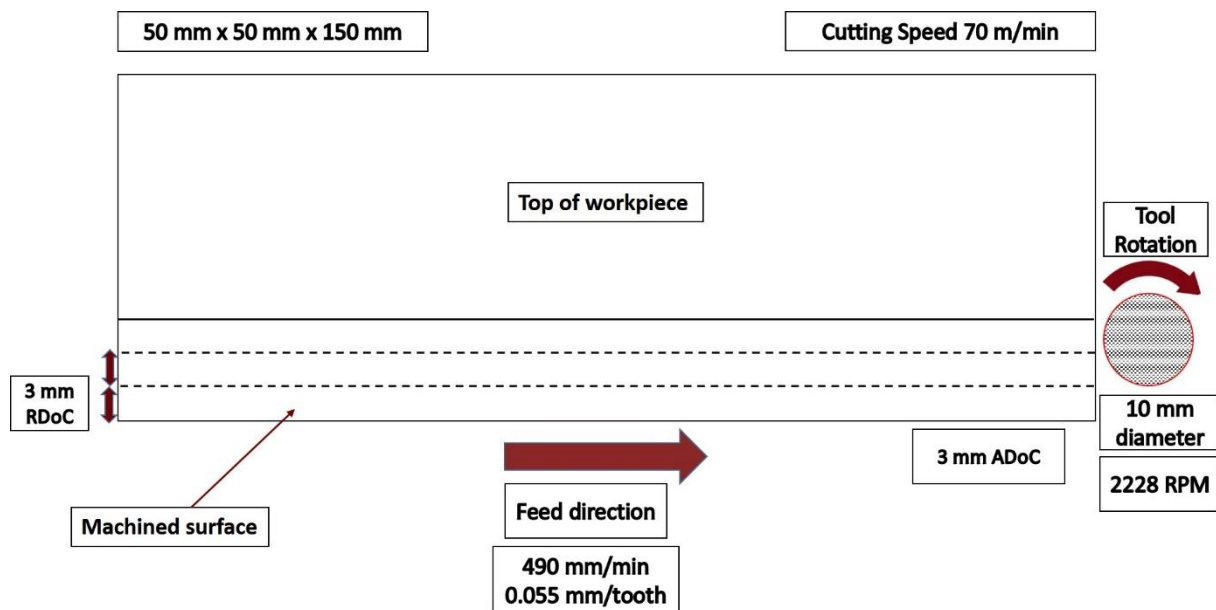 50 mm x 50 mm x 150 mm
Cutting Speed 70 m/min
Top of workpiece
Tool
Rotation
3 mm
RDoC
10 mm
diameter
3 mm ADoC
2228 RPM
Machined surface
Feed direction
490 mm/min
0.055 mm/tooth